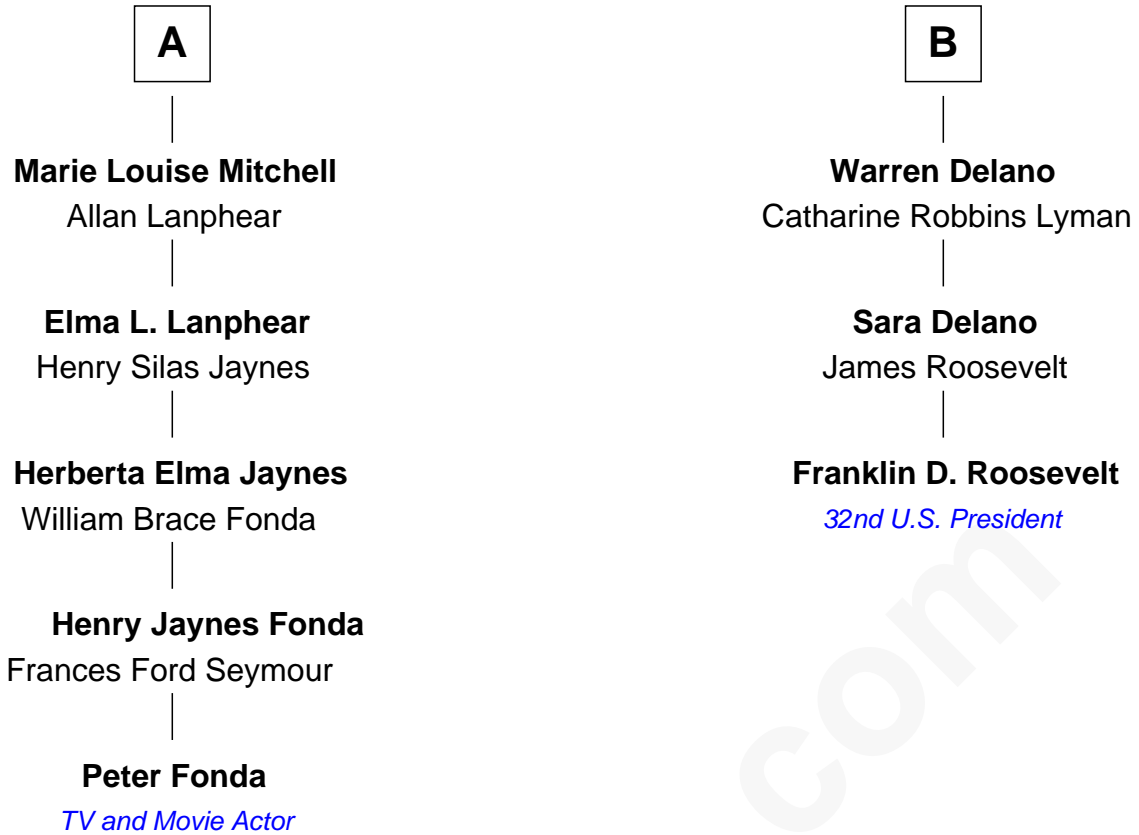 A
Marie Louise Mitchell
Allan Lanphear
Elma L. Lanphear
Henry Silas Jaynes
Herberta Elma Jaynes
William Brace Fonda
Henry Jaynes Fonda
Frances Ford Seymour
Peter Fonda
TV and Movie Actor
B
Warren Delano
Catharine Robbins Lyman
Sara Delano
James Roosevelt
Franklin D. Roosevelt
32nd U.S. President
com